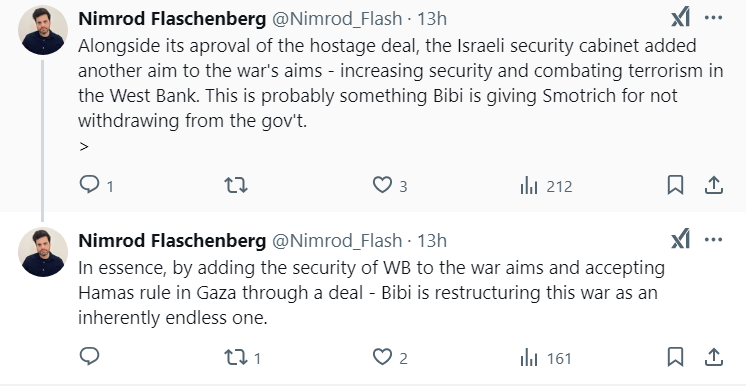 Nimrod Flaschenberg @Nimrod_Flash · 13h
Alongside its aproval of the hostage deal, the Israeli security cabinet added
another aim to the war's aims - increasing security and combating terrorism in
the West Bank. This is probably something Bibi is giving Smotrich for not
withdrawing from the gov't.
>
1 3 212
Nimrod Flaschenberg @Nimrod_Flash · 13h
In essence, by adding the security of WB to the war aims and accepting
Hamas rule in Gaza through a deal - Bibi is restructuring this war as an
inherently endless one.
1 2 161